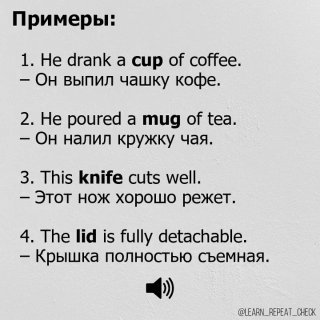 Примеры:
1. He drank a cup of coffee.
– Он выпил чашку кофе.
2. He poured a mug of tea.
– Он налил кружку чая.
3. This knife cuts well.
– Этот нож хорошо режет.
4. The lid is fully detachable.
– Крышка полностью съемная.
@LEARN_REPEAT_CHECK